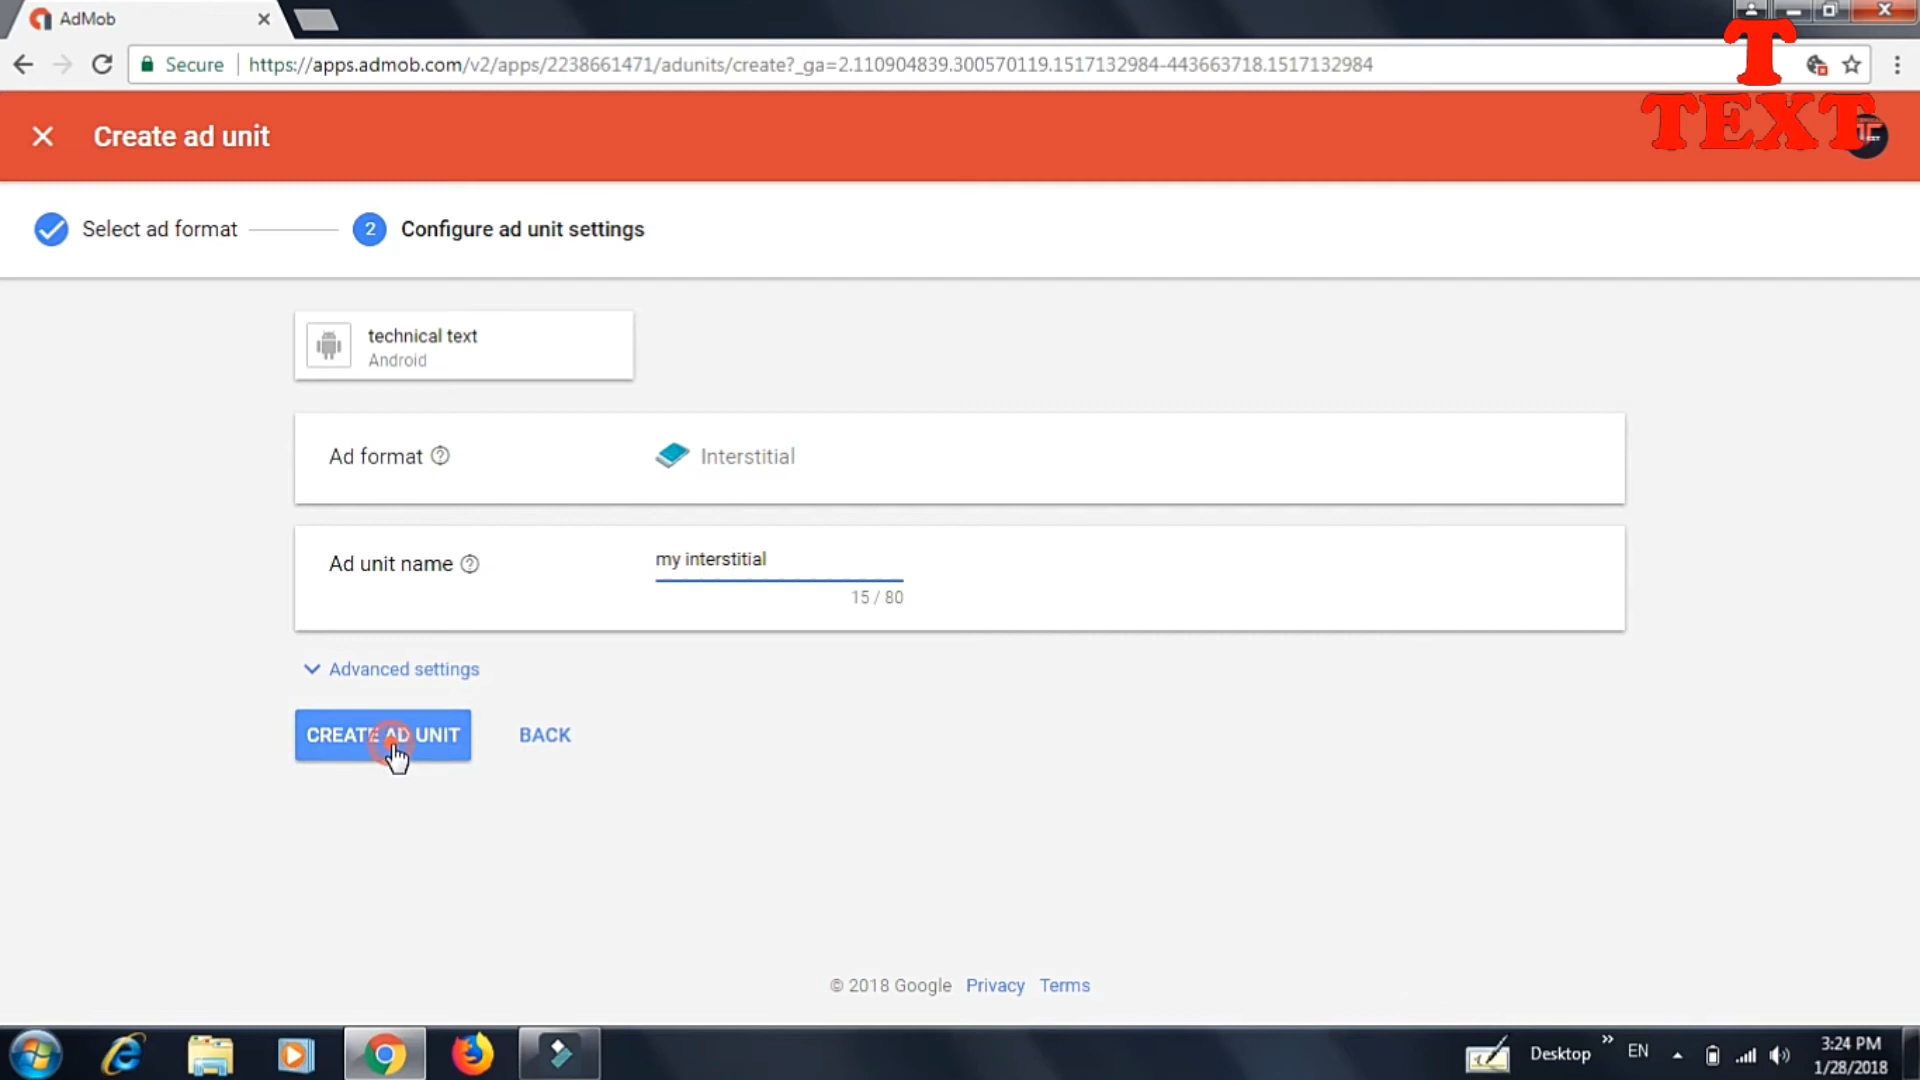 AdMob
Secure https://apps.admob.com/v2/apps/2238661471/adunits/create?_ga=2.110904839.300570119.1517132984-443663718.1517132984
T
TEXT
Create ad unit
Select ad format 2 Configure ad unit settings
technical text
Android
Ad format Interstitial
Ad unit name my interstitial
15 / 80
Advanced settings
CREATE AD UNIT BACK
© 2018 Google Privacy Terms
Desktop EN 3:24 PM
1/28/2018